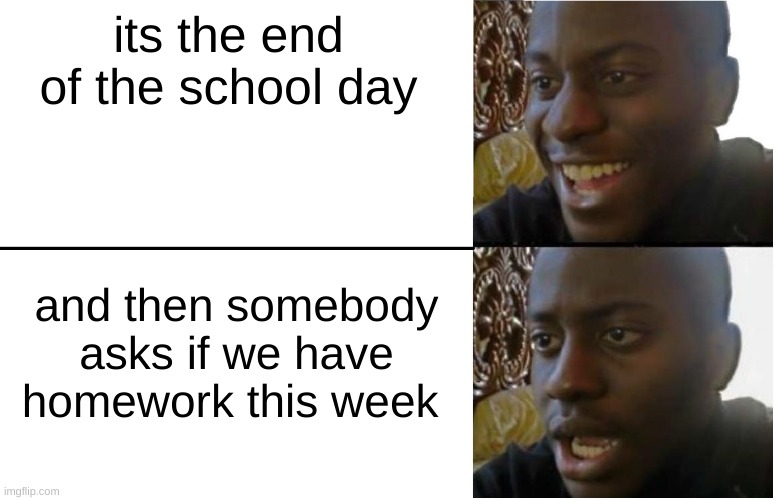 its the end
of the school day
and then somebody
asks if we have
homework this week
imgflip.com